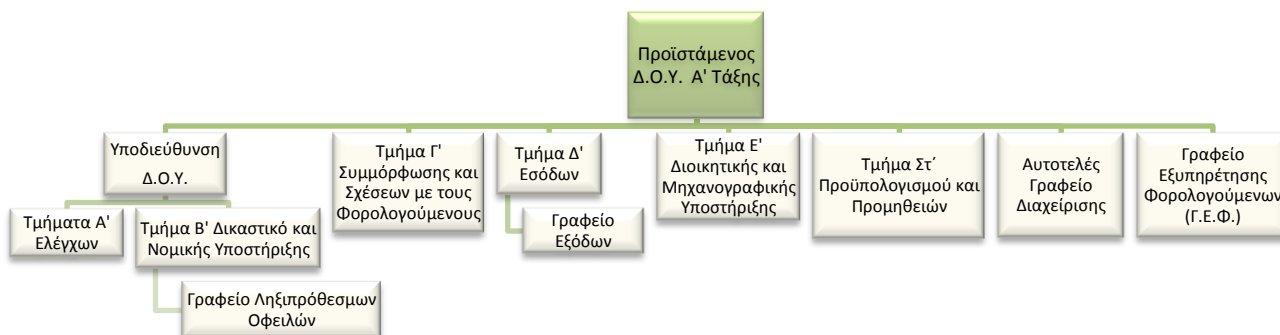 Προϊστάμενος
Δ.Ο.Υ. Α' Τάξης
Υποδιεύθυνση
Δ.Ο.Υ.
Τμήματα Α'
Ελέγχων
Τμήμα Β' Δικαστικό και
Νομικής Υποστήριξης
Γραφείο Ληξιπρόθεσμων
Οφειλών
Τμήμα Γ'
Συμμόρφωσης και
Σχέσεων με τους
Φορολογούμενους
Τμήμα Δ'
Εσόδων
Γραφείο
Εξόδων
Τμήμα Ε'
Διοικητικής και
Μηχανογραφικής
Υποστήριξης
Τμήμα Στ΄
Προϋπολογισμού και
Προμηθειών
Αυτοτελές
Γραφείο
Διαχείρισης
Γραφείο
Εξυπηρέτησης
Φορολογούμενων
(Γ.Ε.Φ.)